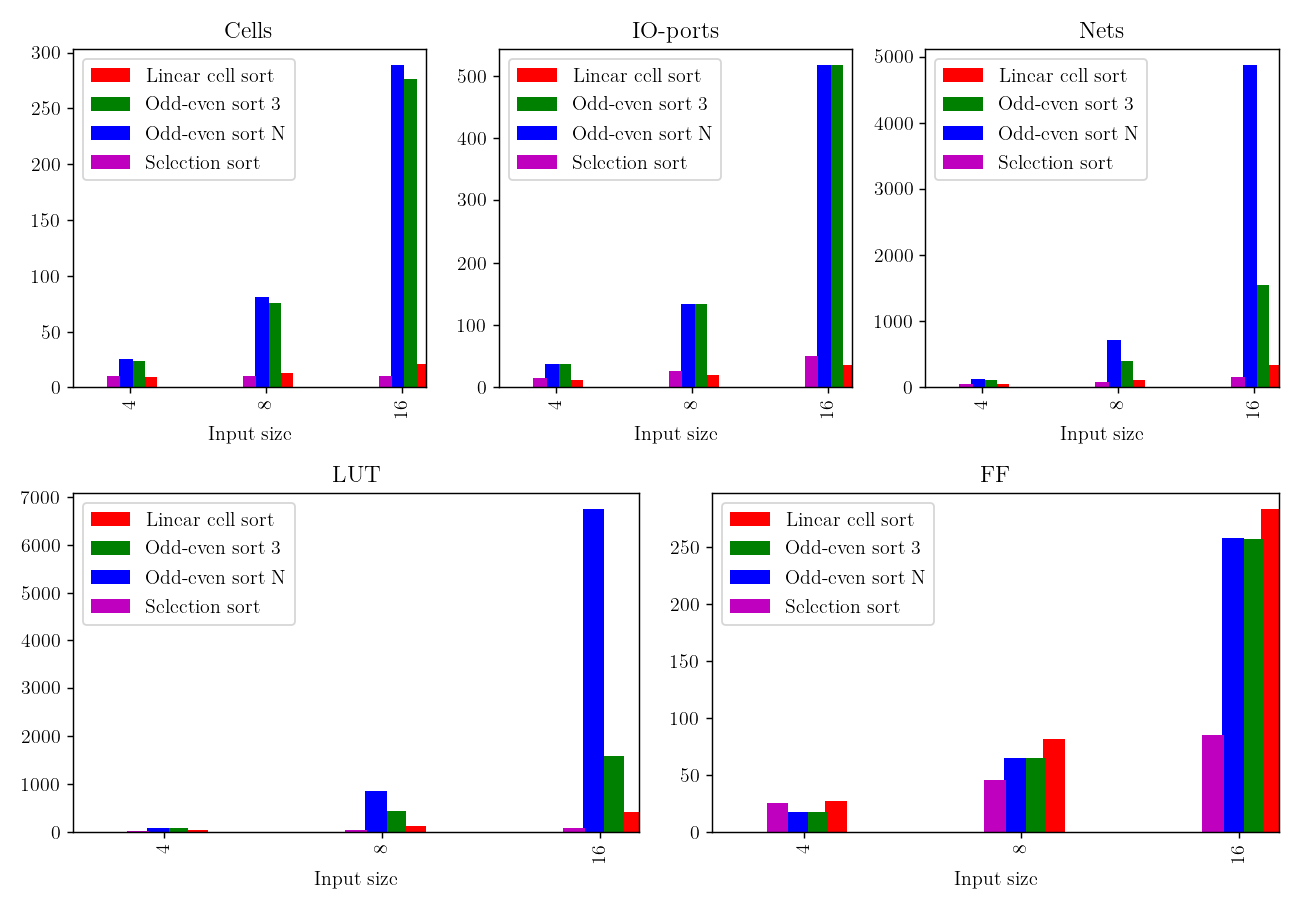 Cells
300
250
200
150
100
50
0
Linear cell sort
Odd-even sort 3
Odd-even sort N
Selection sort
4
8
16
Input size
IO-ports
500
400
300
200
100
0
Linear cell sort
Odd-even sort 3
Odd-even sort N
Selection sort
4
8
16
Input size
Nets
5000
4000
3000
2000
1000
0
Linear cell sort
Odd-even sort 3
Odd-even sort N
Selection sort
4
8
16
Input size
LUT
7000
6000
5000
4000
3000
2000
1000
0
Linear cell sort
Odd-even sort 3
Odd-even sort N
Selection sort
4
8
16
Input size
FF
250
200
150
100
50
0
Linear cell sort
Odd-even sort 3
Odd-even sort N
Selection sort
4
8
16
Input size